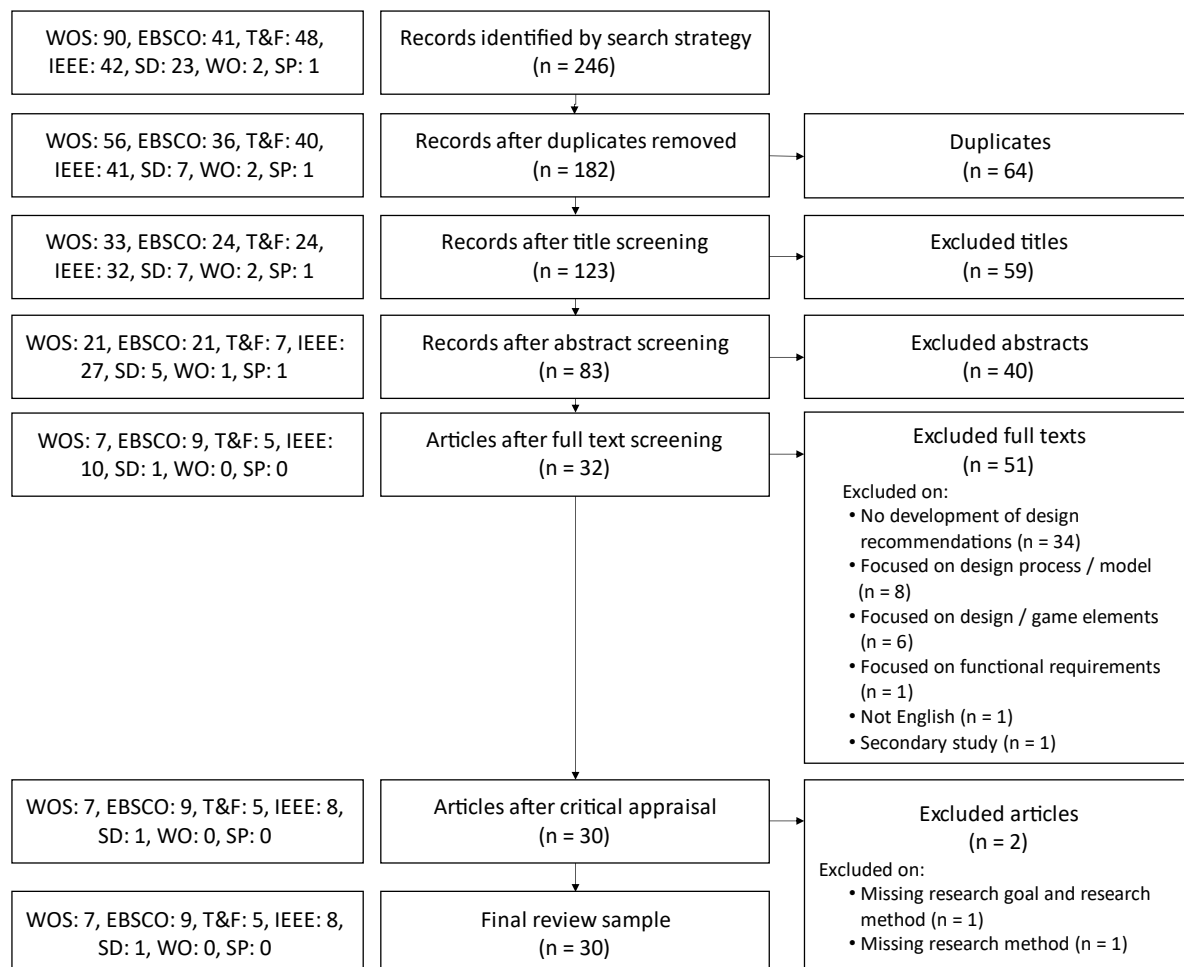 WOS: 90, EBSCO: 41, T&F: 48,
IEEE: 42, SD: 23, WO: 2, SP: 1
Records identified by search strategy
(n = 246)
WOS: 56, EBSCO: 36, T&F: 40,
IEEE: 41, SD: 7, WO: 2, SP: 1
Records after duplicates removed
(n = 182)
Duplicates
(n = 64)
WOS: 33, EBSCO: 24, T&F: 24,
IEEE: 32, SD: 7, WO: 2, SP: 1
Records after title screening
(n = 123)
Excluded titles
(n = 59)
WOS: 21, EBSCO: 21, T&F: 7, IEEE:
27, SD: 5, WO: 1, SP: 1
Records after abstract screening
(n = 83)
Excluded abstracts
(n = 40)
WOS: 7, EBSCO: 9, T&F: 5, IEEE:
10, SD: 1, WO: 0, SP: 0
Articles after full text screening
(n = 32)
Excluded full texts
(n = 51)
Excluded on:
• No development of design
recommendations (n = 34)
• Focused on design process / model
(n = 8)
• Focused on design / game elements
(n = 6)
• Focused on functional requirements
(n = 1)
• Not English (n = 1)
• Secondary study (n = 1)
WOS: 7, EBSCO: 9, T&F: 5, IEEE: 8,
SD: 1, WO: 0, SP: 0
Articles after critical appraisal
(n = 30)
Excluded articles
(n = 2)
Excluded on:
• Missing research goal and research
method (n = 1)
• Missing research method (n = 1)
WOS: 7, EBSCO: 9, T&F: 5, IEEE: 8,
SD: 1, WO: 0, SP: 0
Final review sample
(n = 30)